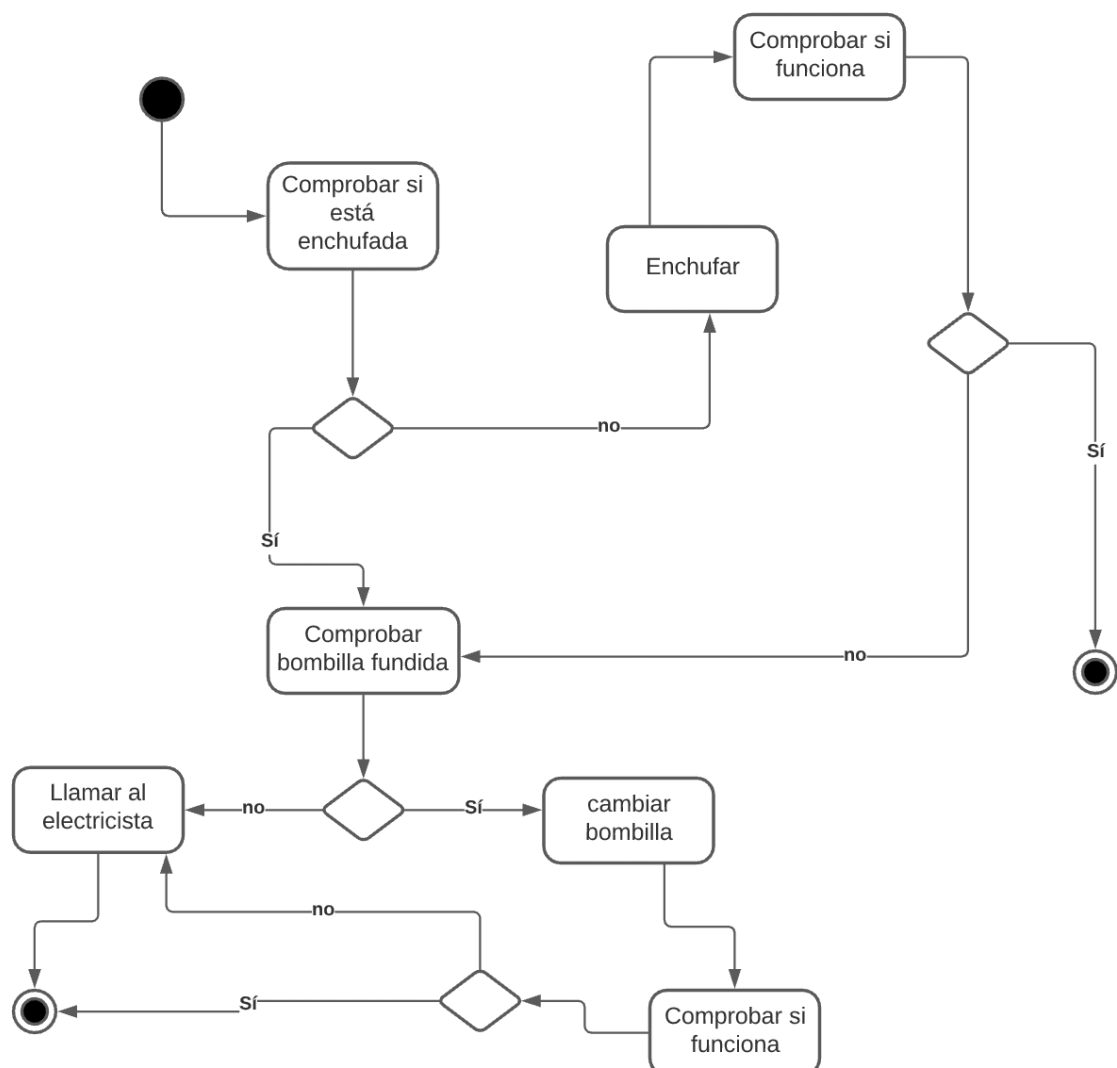 Comprobar si
funciona
Comprobar si
está
enchufada
Enchufar
no
Sí
Sí
Comprobar
bombilla fundida
no
Llamar al
electricista
no
Sí
cambiar
bombilla
no
Sí
Comprobar si
funciona